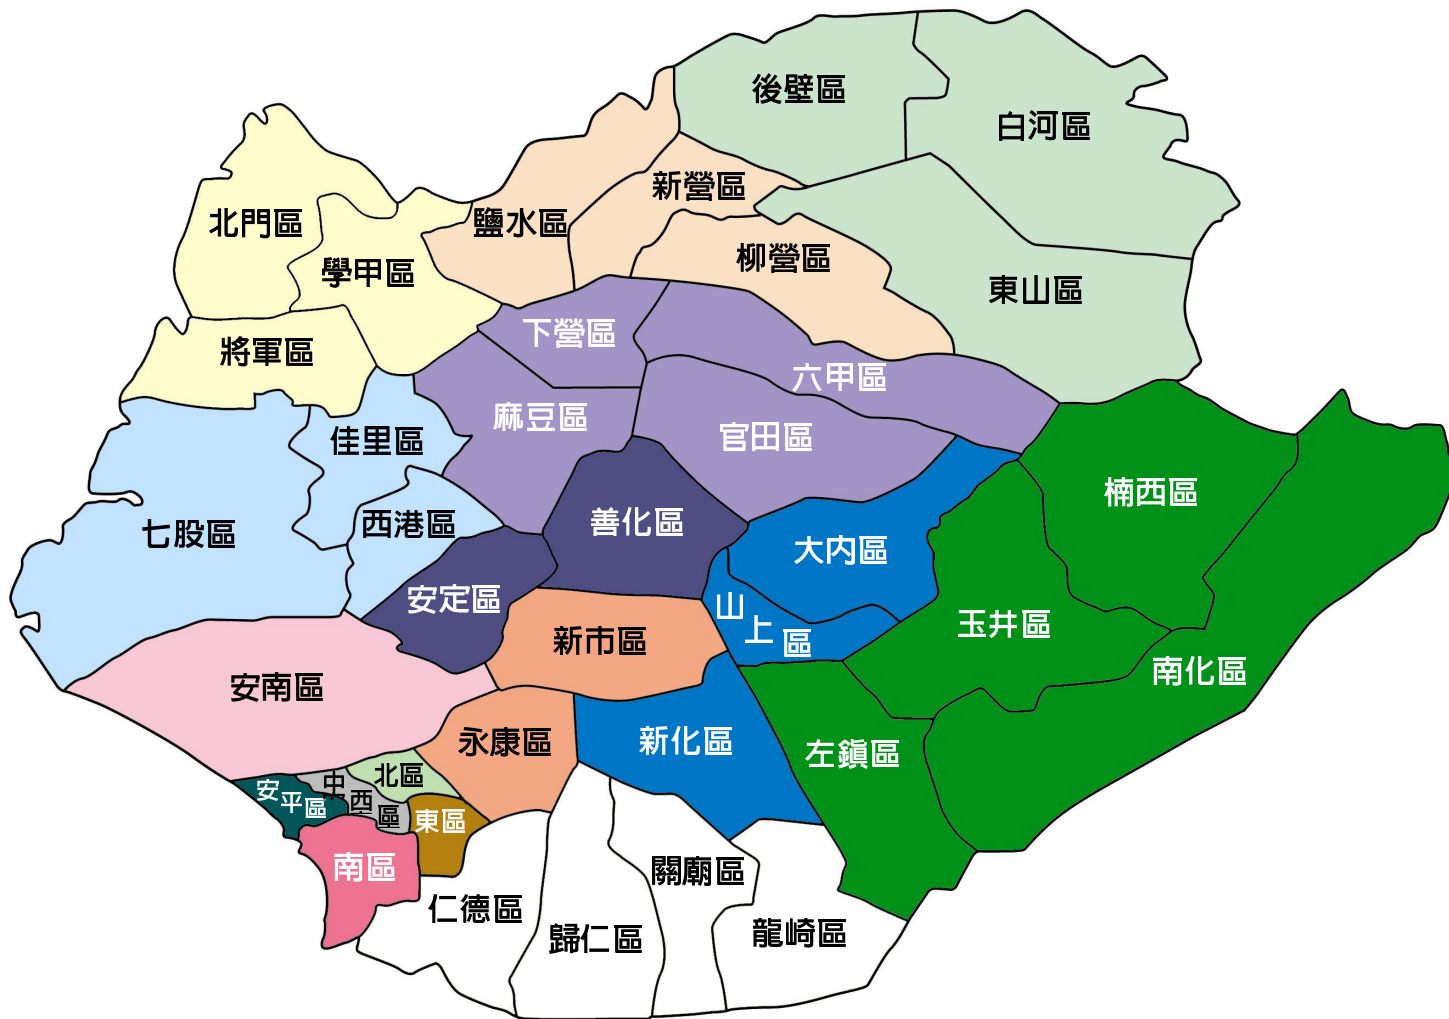 後壁區
白河區
新營區
北門區
鹽水區
柳營區
學甲區
東山區
下營區
將軍區
六甲區
麻豆區
官田區
佳里區
楠西區
西港區
善化區
七股區
大内區
安定區
山上區
玉井區
新市區
南化區
安南區
永康區
新化區
左鎮區
北區
中西區
安平區
東區
南區
關廟區
仁德區
龍崎區
歸仁區